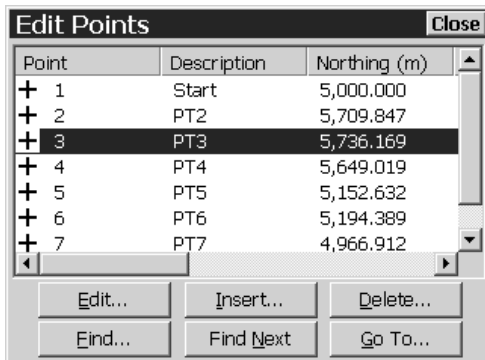 Edit Points Close
Point Description Northing (m)
1 Start 5,000.000
2 PT2 5,709.847
3 PT3 5,736.169
4 PT4 5,649.019
5 PT5 5,152.632
6 PT6 5,194.389
7 PT7 4,966.912
Edit... Insert... Delete...
Find... Find Next Go To...